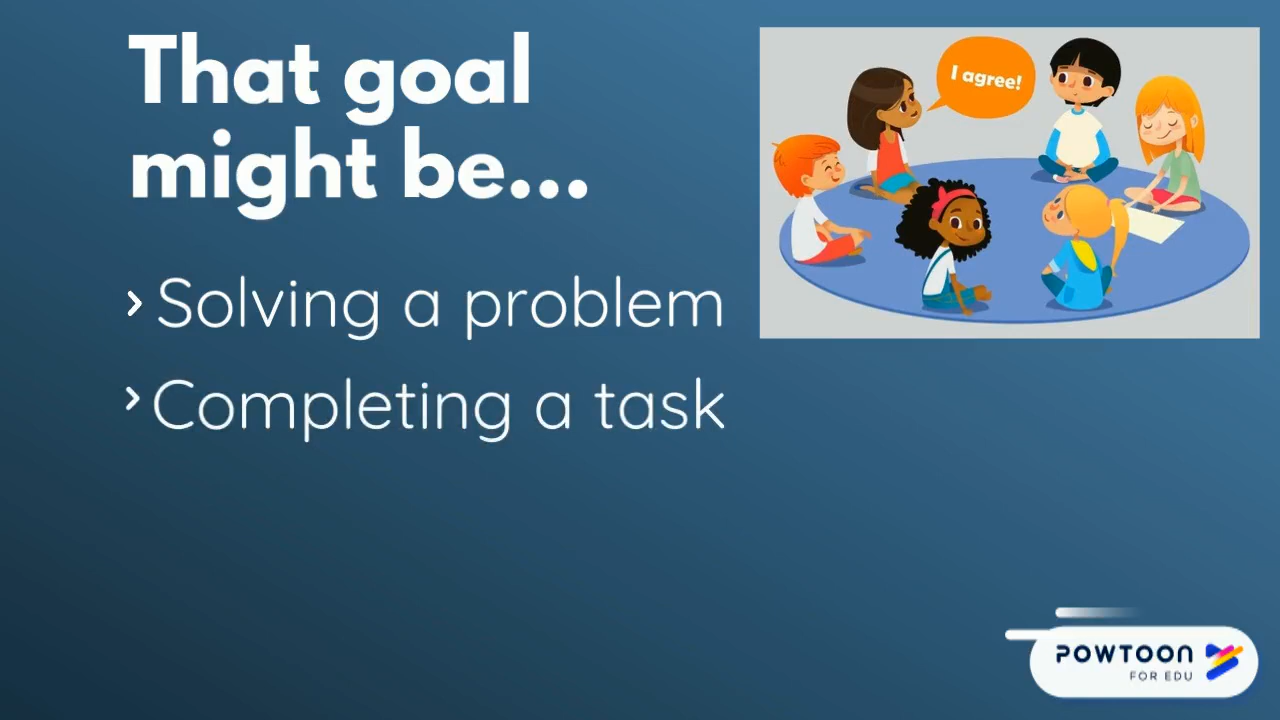 That goal
might be...
› Solving a problem
› Completing a task
I agree!
POWTOON
FOR EDU